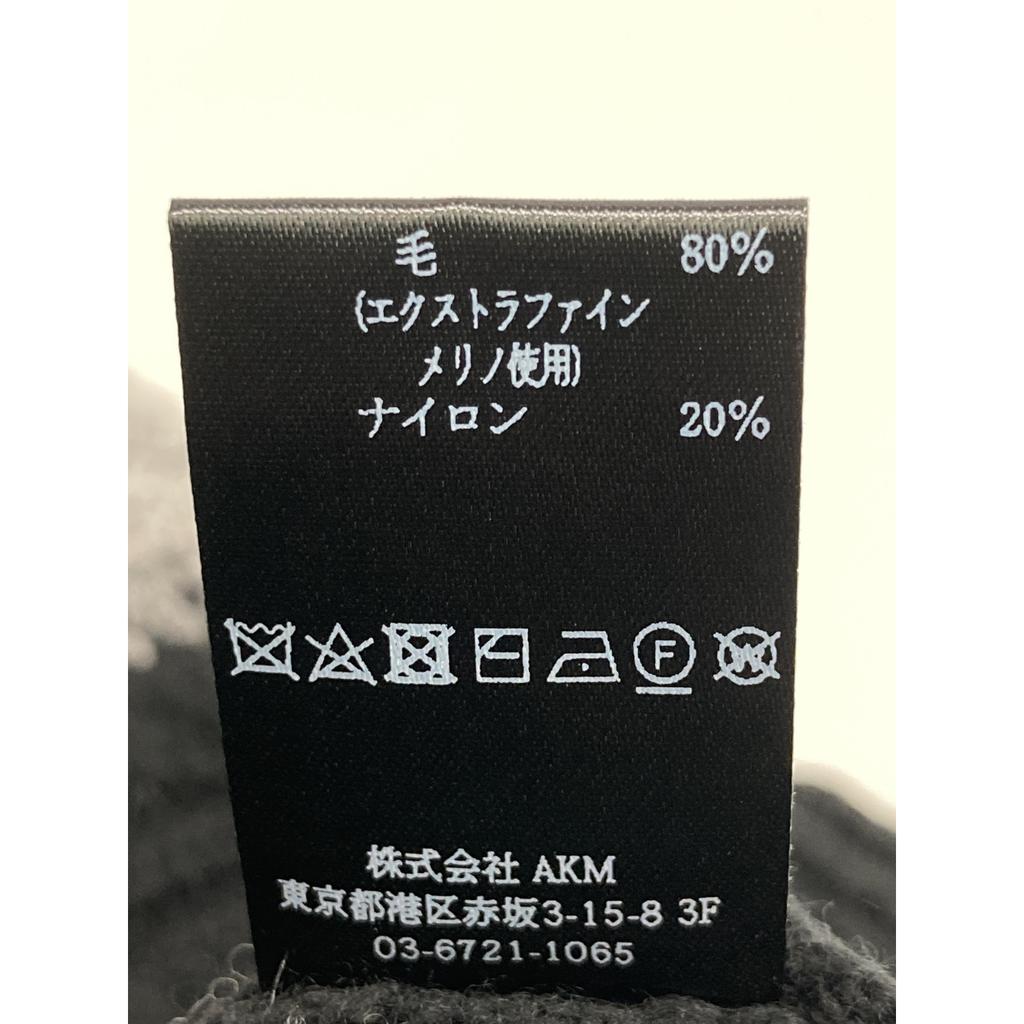 毛 80%
(エクストラファイン
メリノ使用)
ナイロン 20%
F
W
株式会社 AKM
東京都港区赤坂3-15-8 3F
03-6721-1065